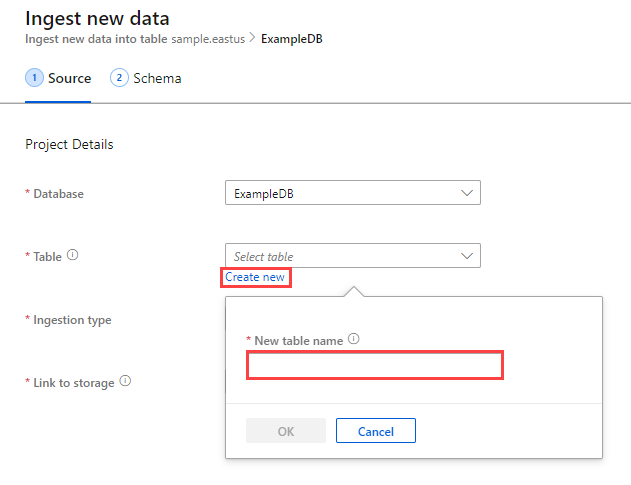 Ingest new data
Ingest new data into table sample.eastus > ExampleDB
1 Source 2 Schema
Project Details
* Database ExampleDB
* Table Select table
Create new
* Ingestion type
* New table name
* Link to storage
OK Cancel